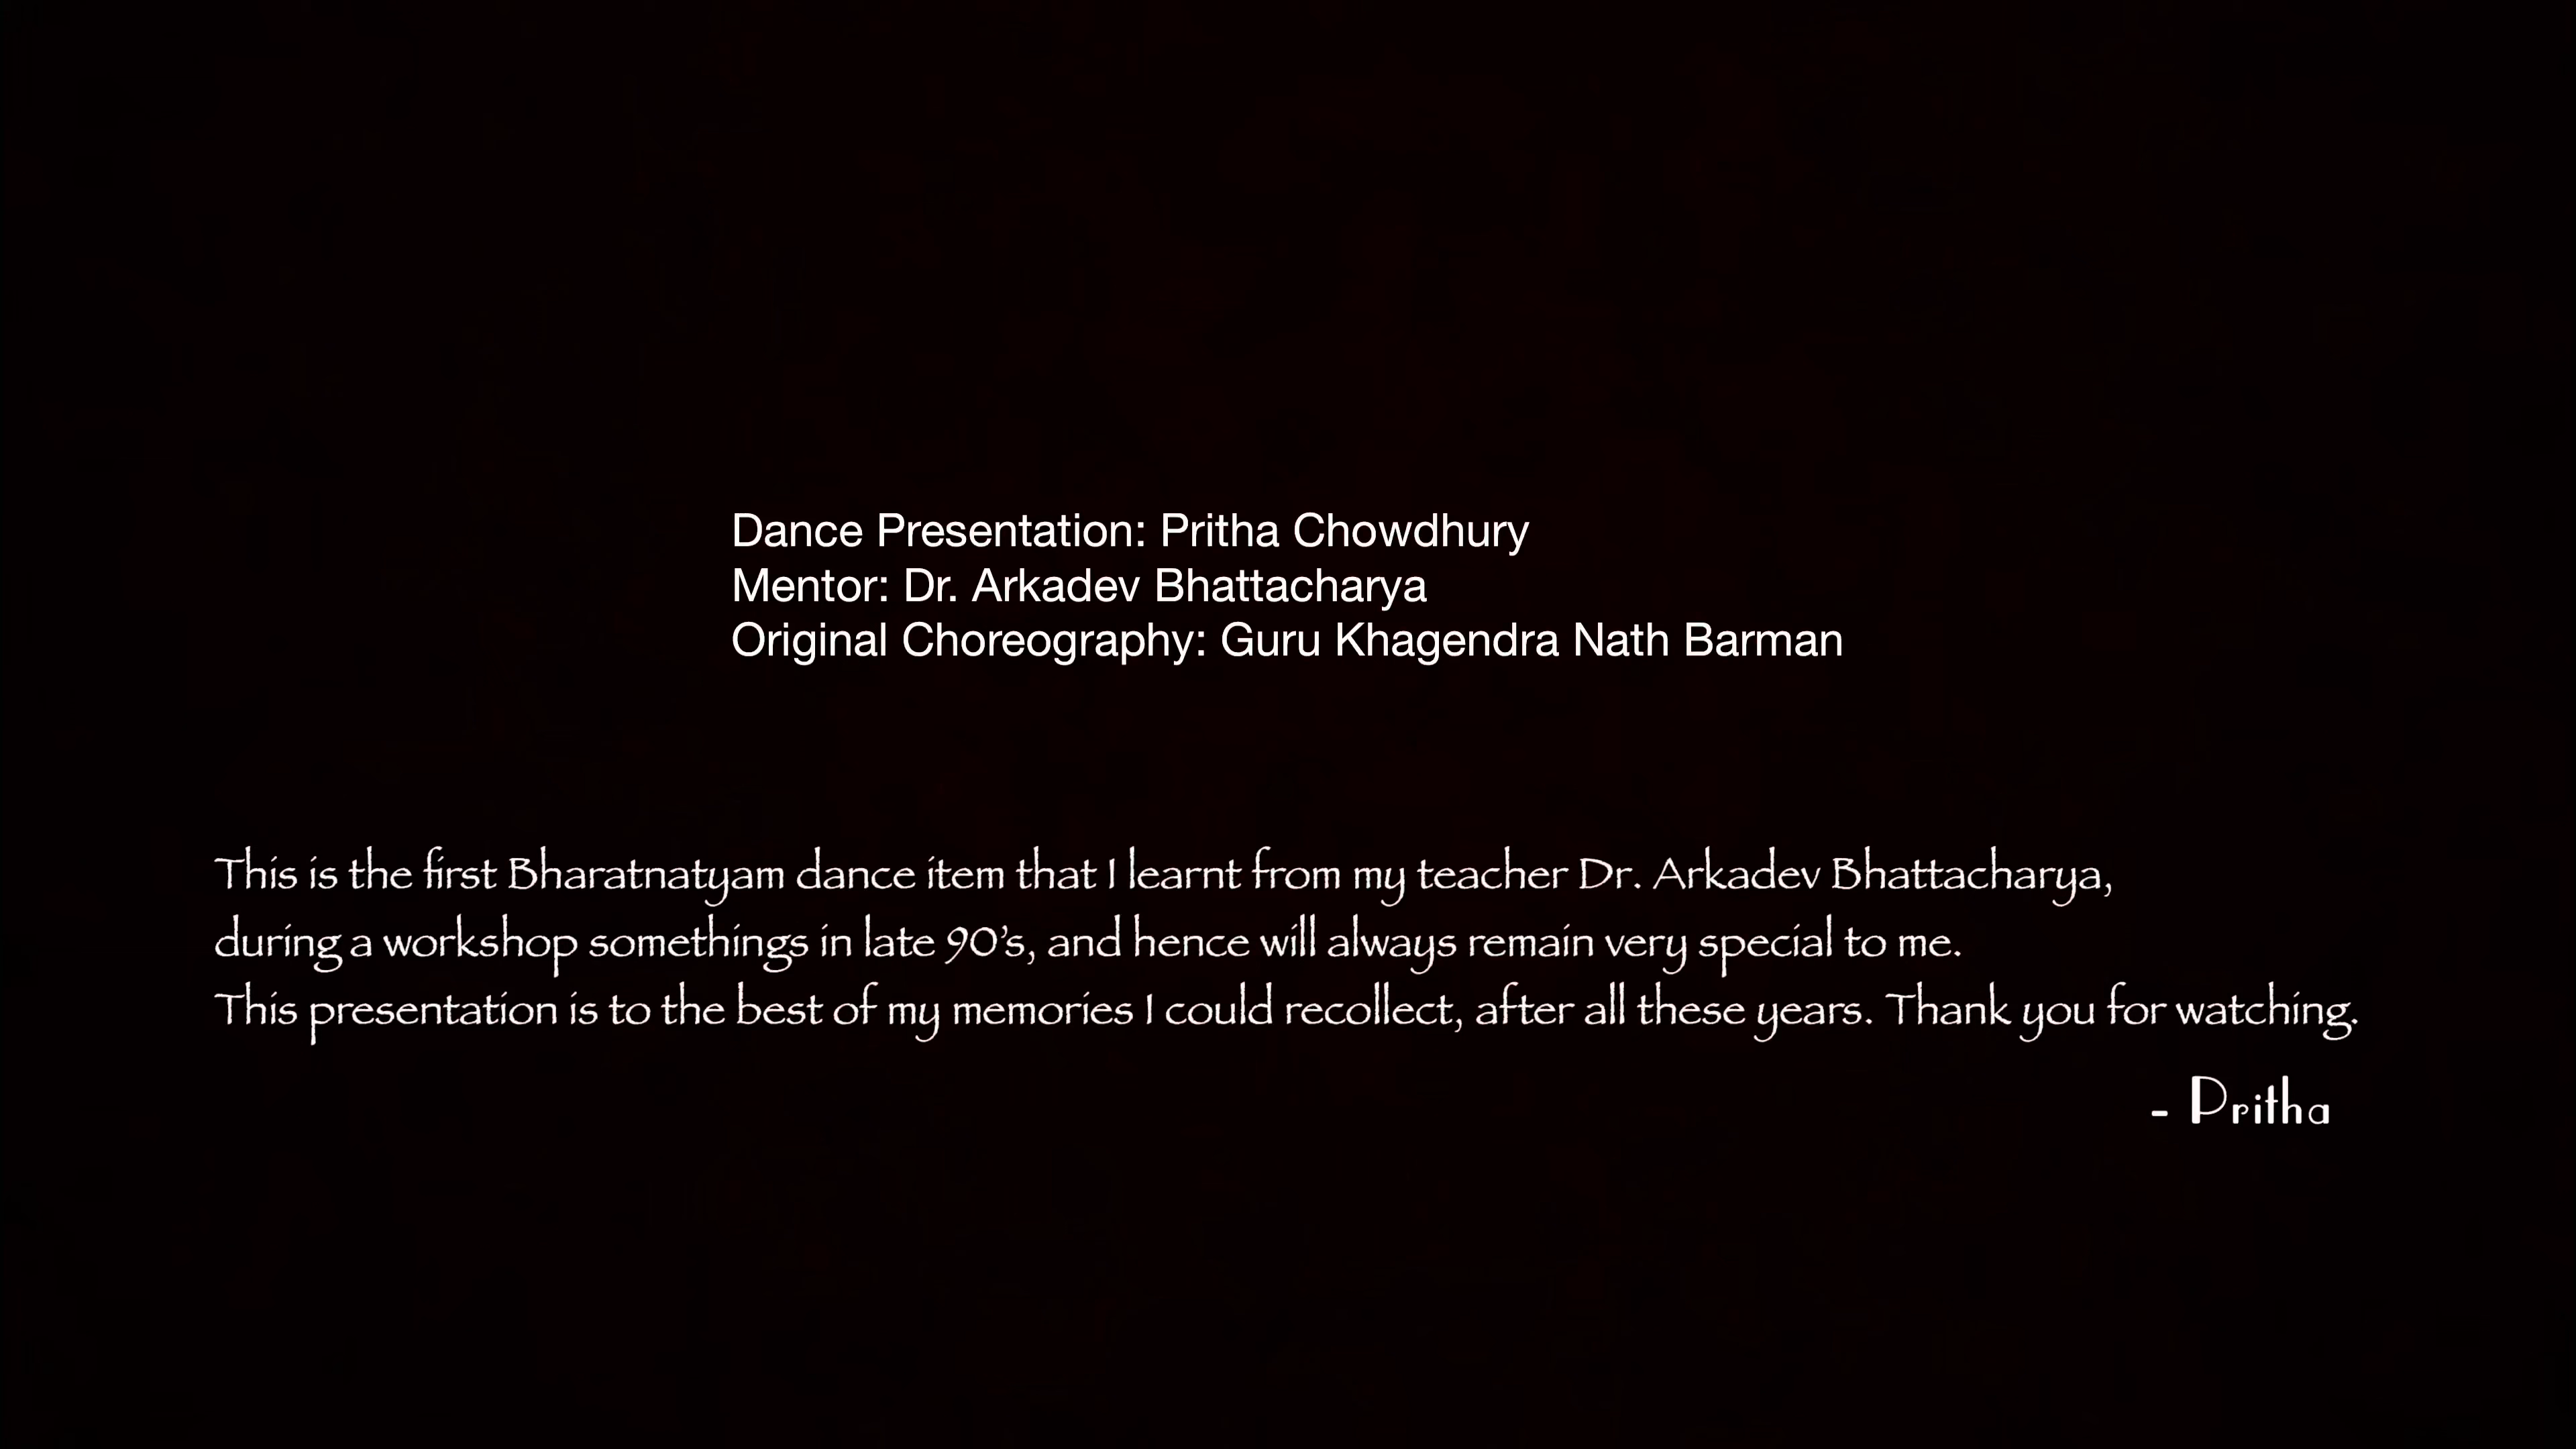 Dance Presentation: Pritha Chowdhury
Mentor: Dr. Arkadev Bhattacharya
Original Choreography: Guru Khagendra Nath Barman
This is the first Bharatnatyam dance item that I learnt from my teacher Dr. Arkadev Bhattacharya,
during a workshop somethings in late 90's, and hence will always remain very special to me.
This presentation is to the best of my memories I could recollect, after all these years. Thank you for watching.
- Pritha